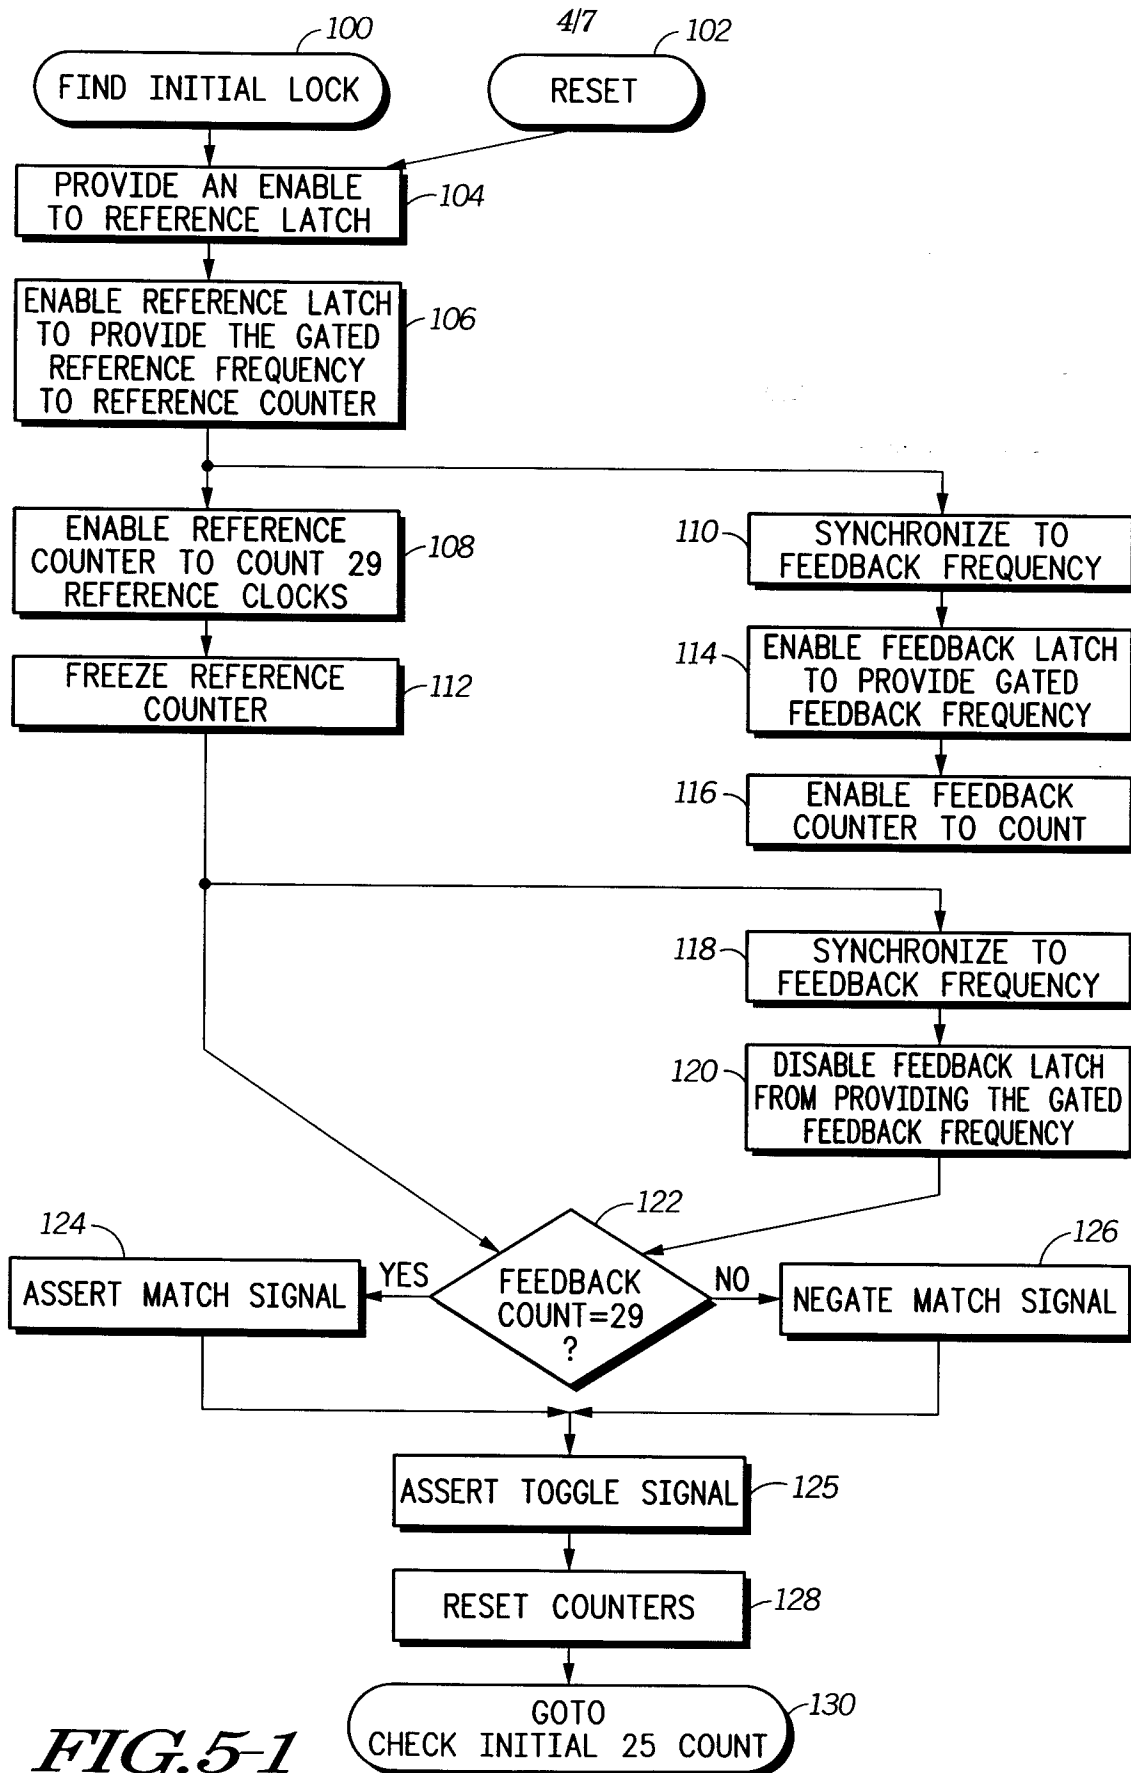 4/7
100
102
FIND INITIAL LOCK
RESET
PROVIDE AN ENABLE
TO REFERENCE LATCH
104
ENABLE REFERENCE LATCH
TO PROVIDE THE GATED
REFERENCE FREQUENCY
TO REFERENCE COUNTER
106
ENABLE REFERENCE
COUNTER TO COUNT 29
REFERENCE CLOCKS
108
110
SYNCHRONIZE TO
FEEDBACK FREQUENCY
FREEZE REFERENCE
COUNTER
112
114
ENABLE FEEDBACK LATCH
TO PROVIDE GATED
FEEDBACK FREQUENCY
116
ENABLE FEEDBACK
COUNTER TO COUNT
118
SYNCHRONIZE TO
FEEDBACK FREQUENCY
120
DISABLE FEEDBACK LATCH
FROM PROVIDING THE GATED
FEEDBACK FREQUENCY
122
FEEDBACK
COUNT=29
?
YES
NO
124
ASSERT MATCH SIGNAL
126
NEGATE MATCH SIGNAL
ASSERT TOGGLE SIGNAL
125
RESET COUNTERS
128
GOTO
CHECK INITIAL 25 COUNT
130
FIG.5-1